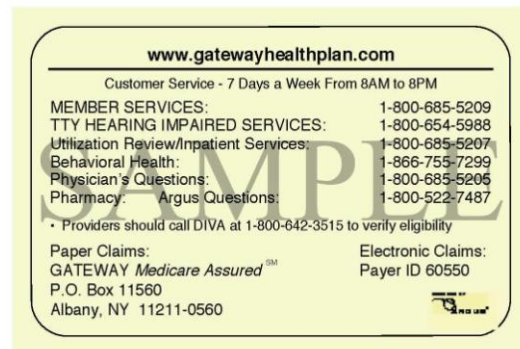 www.gatewayhealthplan.com
Customer Service - 7 Days a Week From 8AM to 8PM
MEMBER SERVICES: 1-800-685-5209
TTY HEARING IMPAIRED SERVICES: 1-800-654-5988
Utilization Review/Inpatient Services: 1-800-685-5207
Behavioral Health: 1-866-755-7299
Physician's Questions: 1-800-685-5205
Pharmacy: Argus Questions: 1-800-522-7487
SAMPLE
• Providers should call DIVA at 1-800-642-3515 to verify eligibility
Paper Claims: Electronic Claims:
GATEWAY Medicare Assured SM Payer ID 60550
P.O. Box 11560
Albany, NY 11211-0560